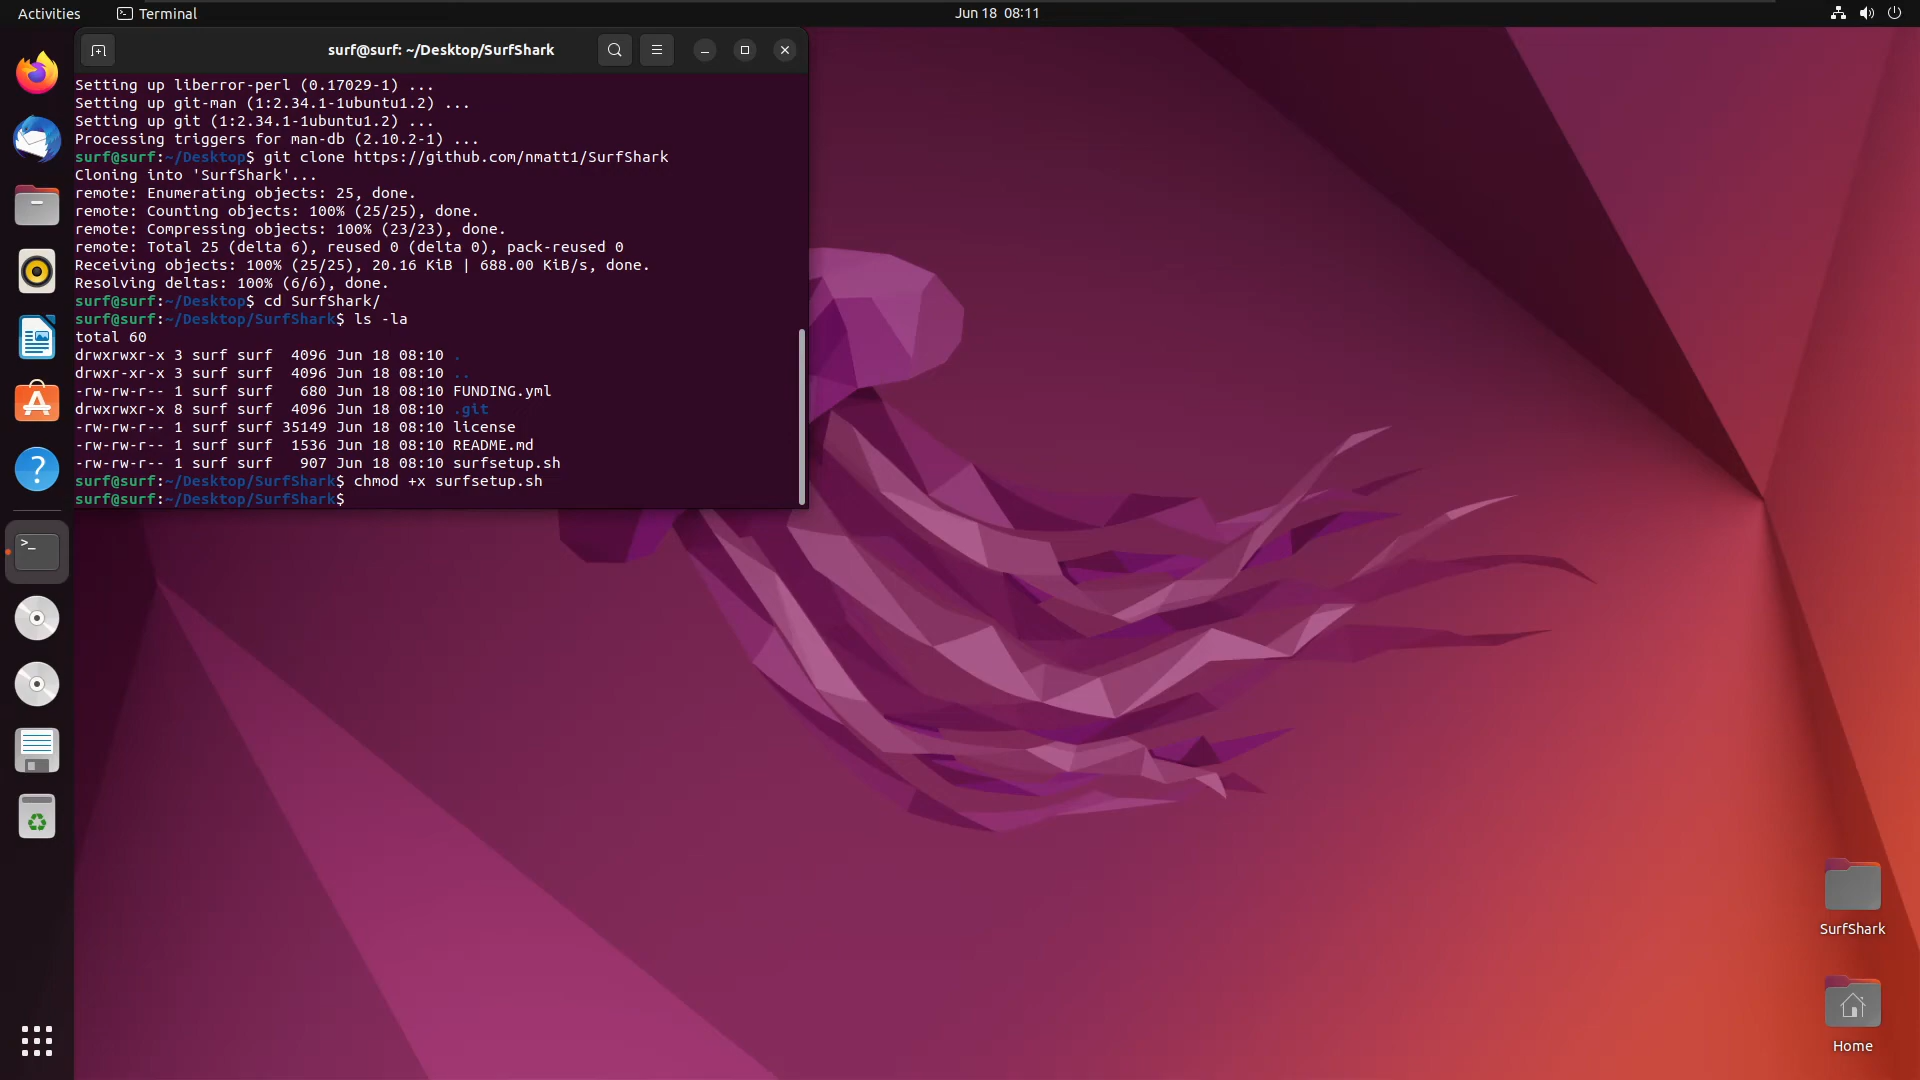 Activities
Terminal
Jun 18 08:11
surf@surf: ~/Desktop/SurfShark
Setting up liberror-perl (0.17029-1) ...
Setting up git-man (1:2.34.1-1ubuntu1.2) ...
Setting up git (1:2.34.1-1ubuntu1.2) ...
Processing triggers for man-db (2.10.2-1) ...
surf@surf:~/Desktop$ git clone https://github.com/nmatt1/SurfShark
Cloning into 'SurfShark'...
remote: Enumerating objects: 25, done.
remote: Counting objects: 100% (25/25), done.
remote: Compressing objects: 100% (23/23), done.
remote: Total 25 (delta 6), reused 0 (delta 0), pack-reused 0
Receiving objects: 100% (25/25), 20.16 KiB | 688.00 KiB/s, done.
Resolving deltas: 100% (6/6), done.
surf@surf:~/Desktop$ cd SurfShark/
surf@surf:~/Desktop/SurfShark$ ls -la
total 60
drwxrwxr-x 3 surf surf  4096 Jun 18 08:10 .
drwxr-xr-x 3 surf surf  4096 Jun 18 08:10 ..
-rw-rw-r-- 1 surf surf   680 Jun 18 08:10 FUNDING.yml
drwxrwxr-x 8 surf surf  4096 Jun 18 08:10 .git
-rw-rw-r-- 1 surf surf 35149 Jun 18 08:10 license
-rw-rw-r-- 1 surf surf  1536 Jun 18 08:10 README.md
-rw-rw-r-- 1 surf surf   907 Jun 18 08:10 surfsetup.sh
surf@surf:~/Desktop/SurfShark$ chmod +x surfsetup.sh
surf@surf:~/Desktop/SurfShark$
SurfShark
Home